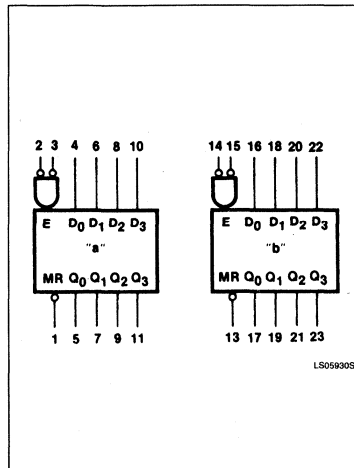 2 3 4 6 8 10 14 15 16 18 20 22
E D0 D1 D2 D3 E D0 D1 D2 D3
"a" "b"
MR Q0 Q1 Q2 Q3 MR Q0 Q1 Q2 Q3
1 5 7 9 11 13 17 19 21 23
LS05930S